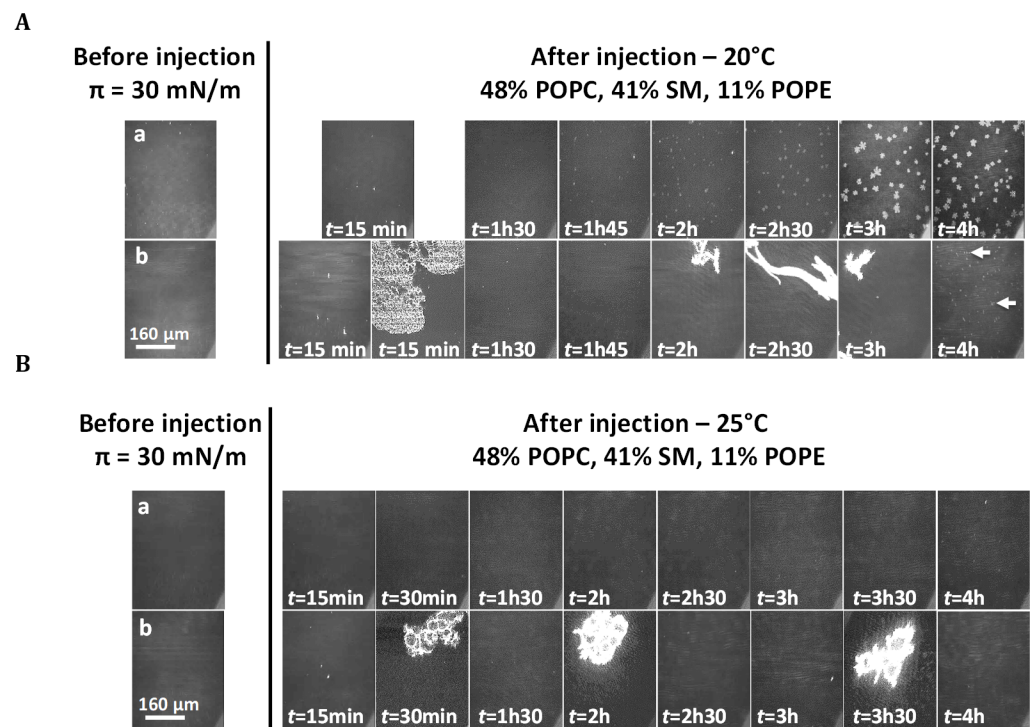 A
Before injection
π = 30 mN/m
After injection – 20°C
48% POPC, 41% SM, 11% POPE
a
t=15 min
t=1h30
t=1h45
t=2h
t=2h30
t=3h
t=4h
b
160 µm
t=15 min
t=15 min
t=1h30
t=1h45
t=2h
t=2h30
t=3h
t=4h
B
Before injection
π = 30 mN/m
After injection – 25°C
48% POPC, 41% SM, 11% POPE
a
t=15min
t=30min
t=1h30
t=2h
t=2h30
t=3h
t=3h30
t=4h
b
160 µm
t=15min
t=30min
t=1h30
t=2h
t=2h30
t=3h
t=3h30
t=4h